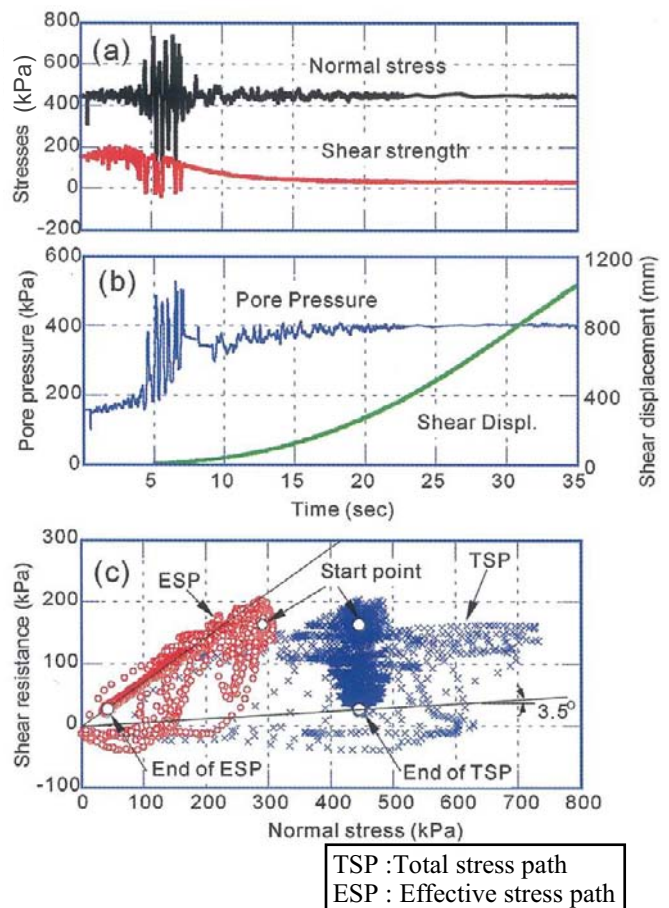 (a)
Normal stress
Shear strength
Stresses (kPa)
800
600
400
200
0
-200
(b)
Pore Pressure
Shear Displ.
Pore pressure (kPa)
600
400
200
0
Shear displacement (mm)
1200
800
400
0
5 10 15 20 25 30 35
Time (sec)
(c)
ESP
Start point
TSP
3.5°
End of ESP
End of TSP
Shear resistance (kPa)
300
200
100
0
-100
0 100 200 300 400 500 600 700 800
Normal stress (kPa)
TSP :Total stress path
ESP : Effective stress path